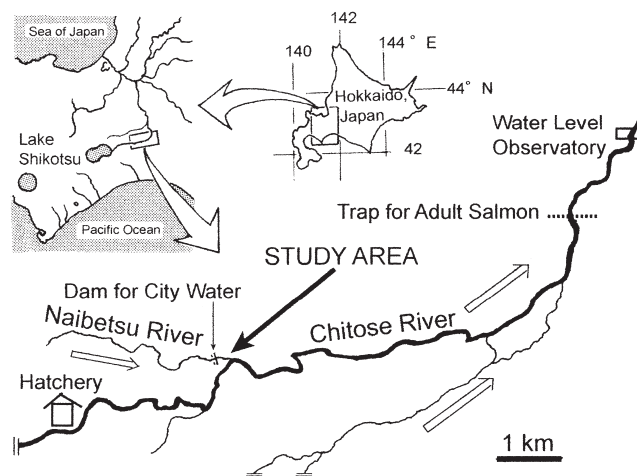 Sea of Japan
142
140
144° E
44° N
Hokkaido,
Japan
42
Lake
Shikotsu
Pacific Ocean
Water Level
Observatory
Trap for Adult Salmon
STUDY AREA
Dam for City Water
Naibetsu River
Chitose River
Hatchery
1 km